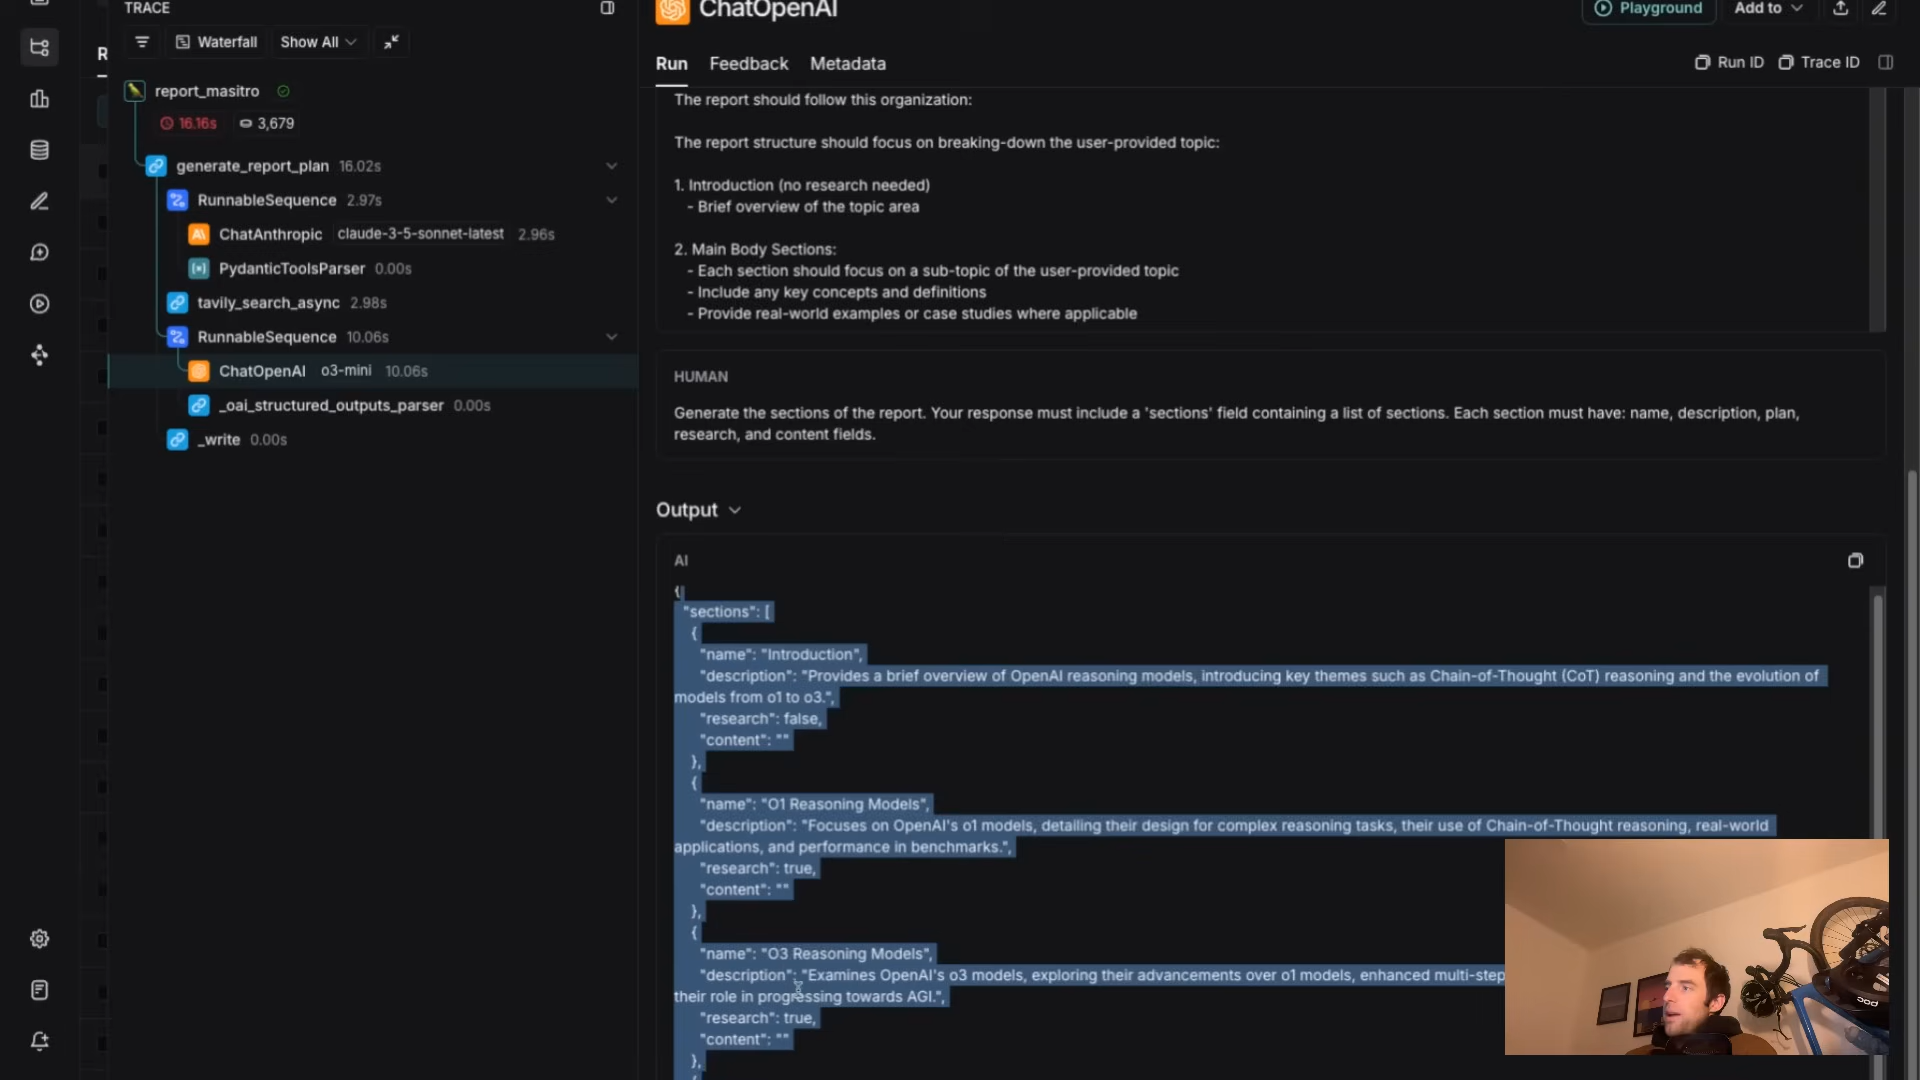 TRACE
Waterfall
Show All
report_masitro
16.16s 3,679
generate_report_plan 16.02s
RunnableSequence 2.97s
ChatAnthropic claude-3-5-sonnet-latest 2.96s
PydanticToolsParser 0.00s
tavily_search_async 2.98s
RunnableSequence 10.06s
ChatOpenAI o3-mini 10.06s
_oai_structured_outputs_parser 0.00s
_write 0.00s
R
ChatOpenAI
Playground
Add to
Run Feedback Metadata
Run ID Trace ID
The report should follow this organization:
The report structure should focus on breaking-down the user-provided topic:
1. Introduction (no research needed)
- Brief overview of the topic area
2. Main Body Sections:
- Each section should focus on a sub-topic of the user-provided topic
- Include any key concepts and definitions
- Provide real-world examples or case studies where applicable
HUMAN
Generate the sections of the report. Your response must include a 'sections' field containing a list of sections. Each section must have: name, description, plan,
research, and content fields.
Output
AI
{
"sections": [
{
"name": "Introduction",
"description": "Provides a brief overview of OpenAI reasoning models, introducing key themes such as Chain-of-Thought (CoT) reasoning and the evolution of
models from o1 to o3.",
"research": false,
"content": ""
},
{
"name": "O1 Reasoning Models",
"description": "Focuses on OpenAI's o1 models, detailing their design for complex reasoning tasks, their use of Chain-of-Thought reasoning, real-world
applications, and performance in benchmarks.",
"research": true,
"content": ""
},
{
"name": "O3 Reasoning Models",
"description": "Examines OpenAI's o3 models, exploring their advancements over o1 models, enhanced multi-step
their role in progressing towards AGI.",
"research": true,
"content": ""
},